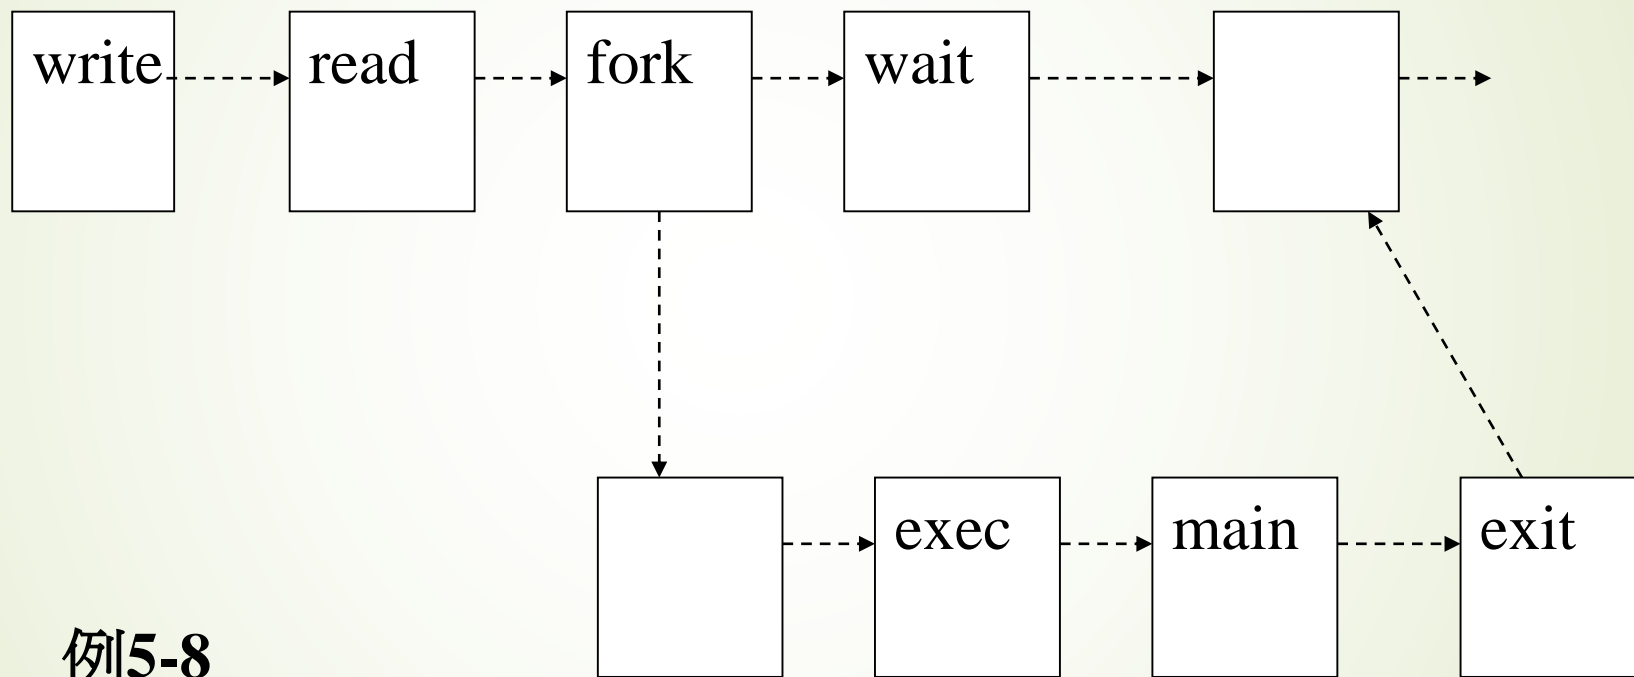 write
read
fork
wait
exec
main
exit
例5-8